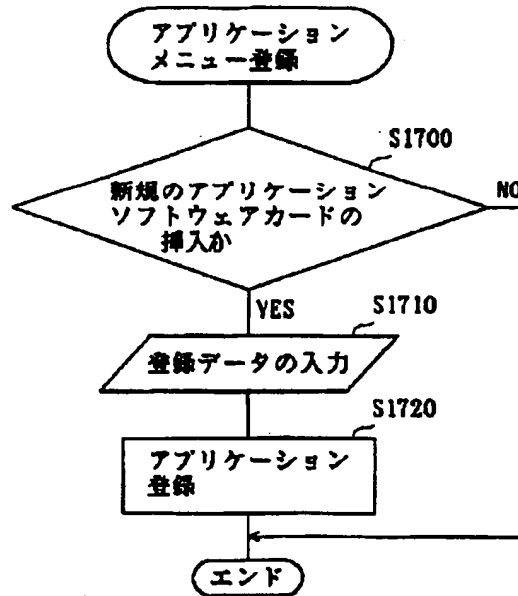 アプリケーション
メニュー登録
S1700
新規のアプリケーション
ソフトウェアカードの
挿入か
NO
YES
S1710
登録データの入力
S1720
アプリケーション
登録
エンド